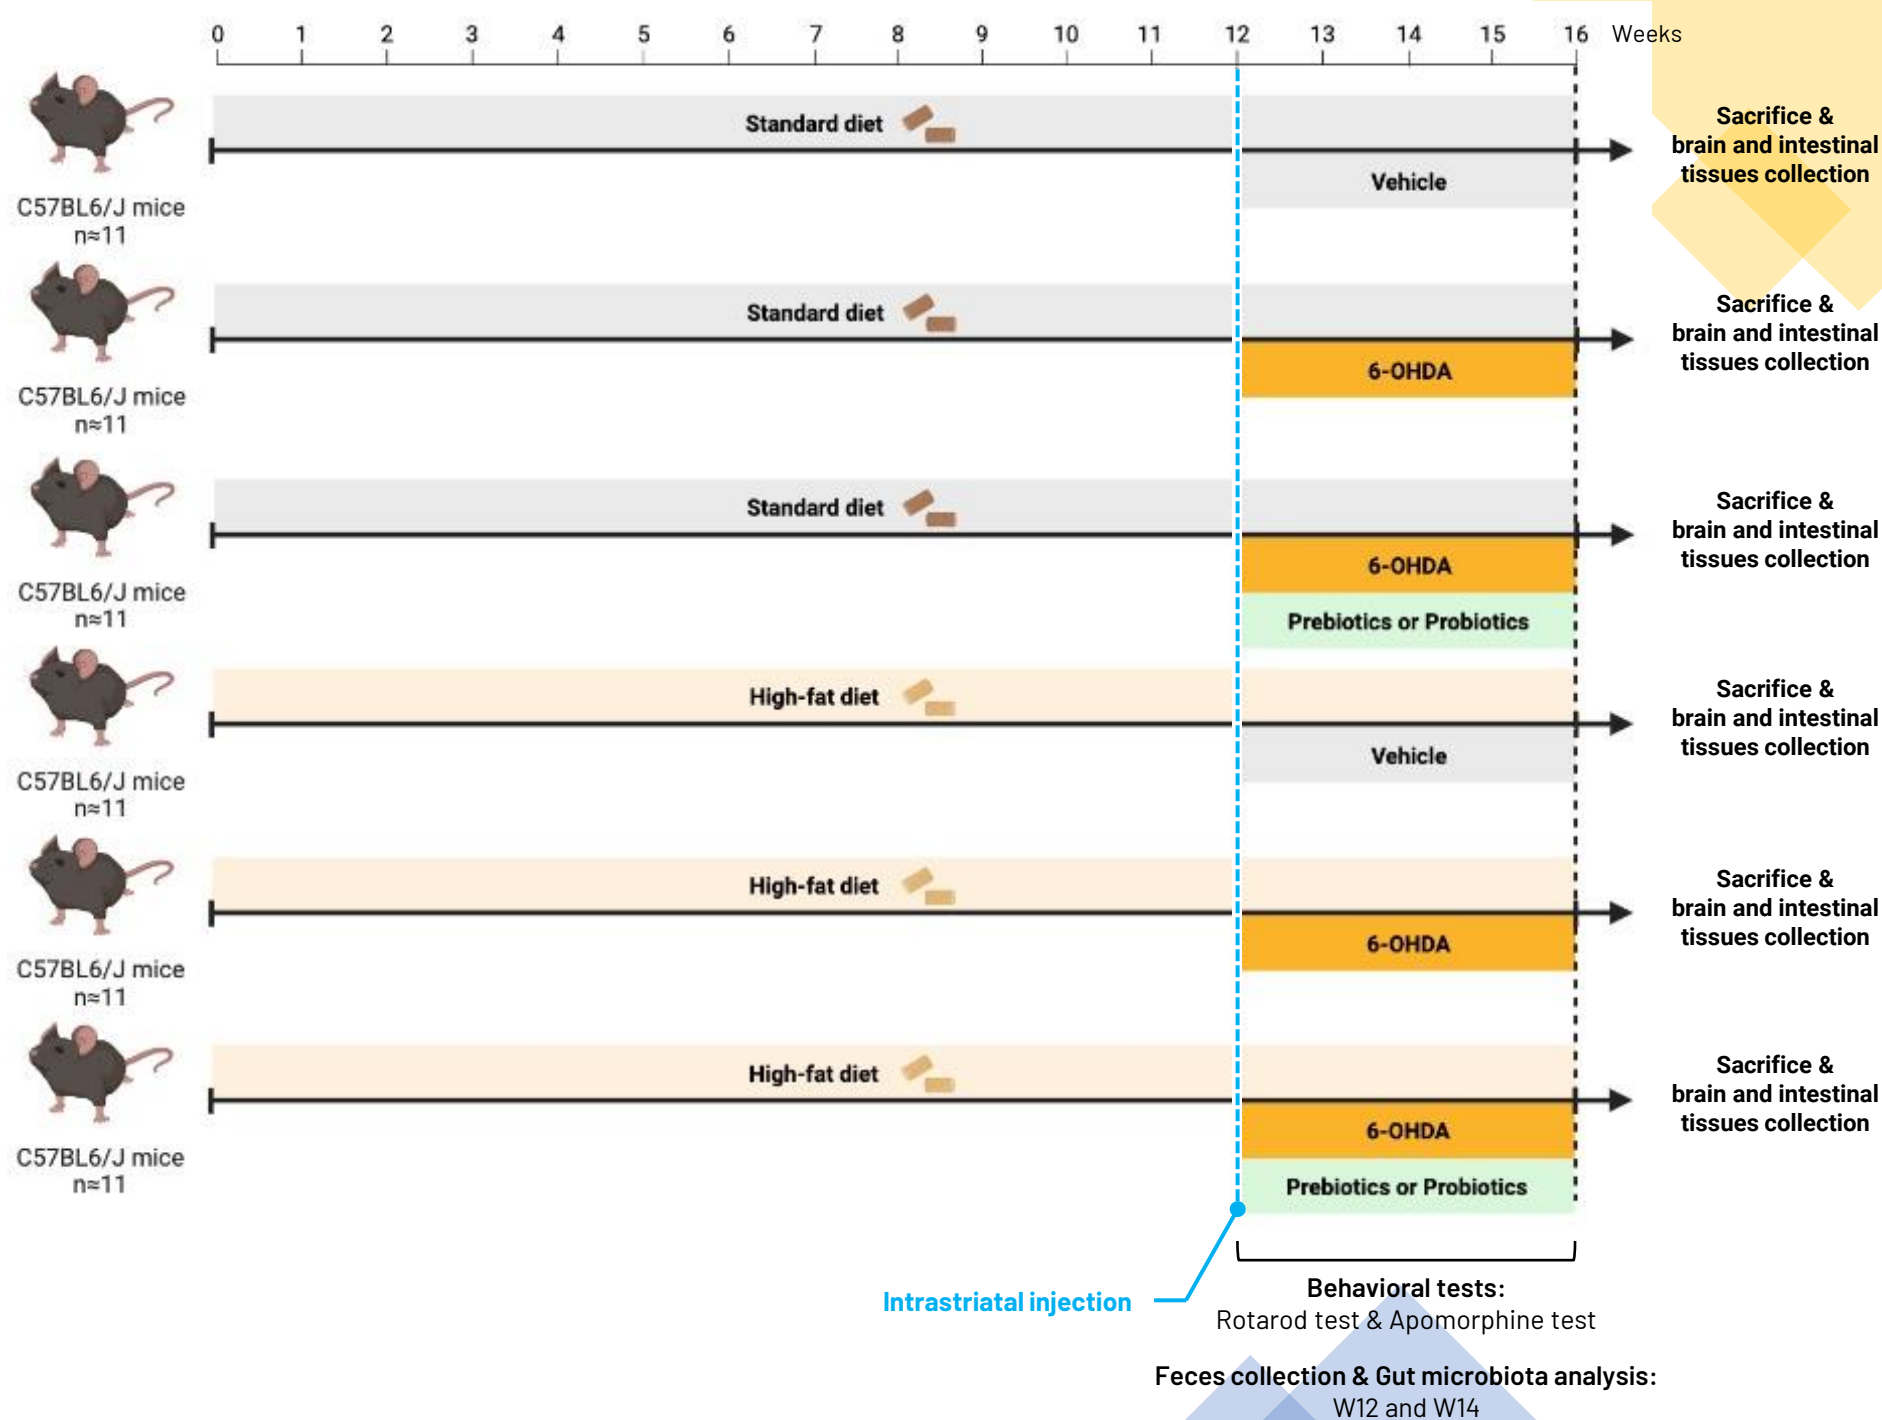 0 1 2 3 4 5 6 7 8 9 10 11 12 13 14 15 16 Weeks
Standard diet
Sacrifice &
brain and intestinal
tissues collection
Vehicle
C57BL6/J mice
n≈11
Standard diet
Sacrifice &
brain and intestinal
tissues collection
6-OHDA
C57BL6/J mice
n≈11
Standard diet
Sacrifice &
brain and intestinal
tissues collection
6-OHDA
C57BL6/J mice
n≈11
Prebiotics or Probiotics
High-fat diet
Sacrifice &
brain and intestinal
tissues collection
Vehicle
C57BL6/J mice
n≈11
High-fat diet
Sacrifice &
brain and intestinal
tissues collection
6-OHDA
C57BL6/J mice
n≈11
High-fat diet
Sacrifice &
brain and intestinal
tissues collection
6-OHDA
C57BL6/J mice
n≈11
Prebiotics or Probiotics
Intrastriatal injection
Behavioral tests:
Rotarod test & Apomorphine test
Feces collection & Gut microbiota analysis:
W12 and W14